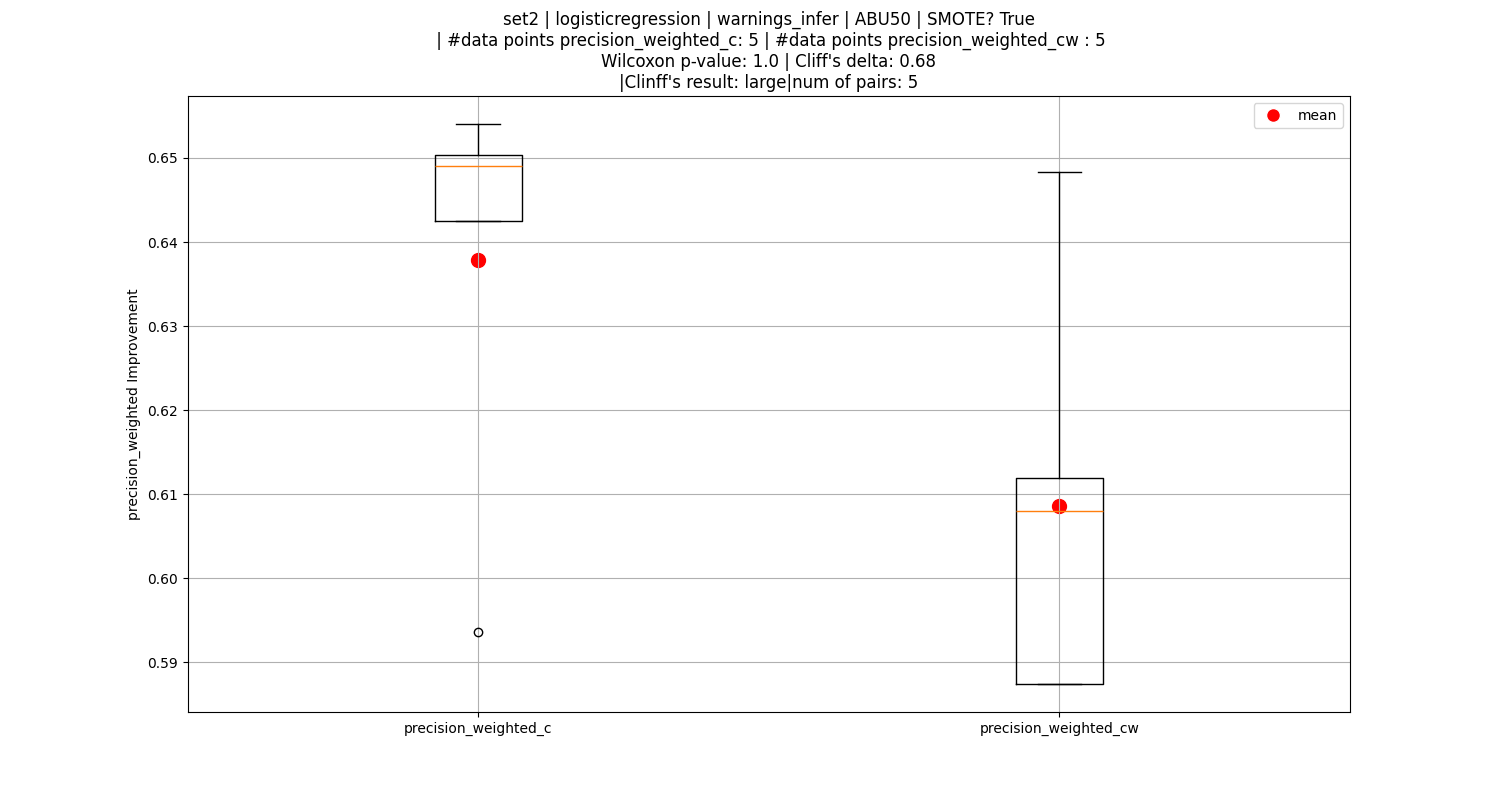 set2 | logisticregression | warnings_infer | ABU50 | SMOTE? True
| #data points precision_weighted_c: 5 | #data points precision_weighted_cw : 5
Wilcoxon p-value: 1.0 | Cliff's delta: 0.68
|Clinff's result: large|num of pairs: 5
mean
0.65
0.64
0.63
0.62
0.61
0.60
0.59
precision_weighted Improvement
precision_weighted_c
precision_weighted_cw